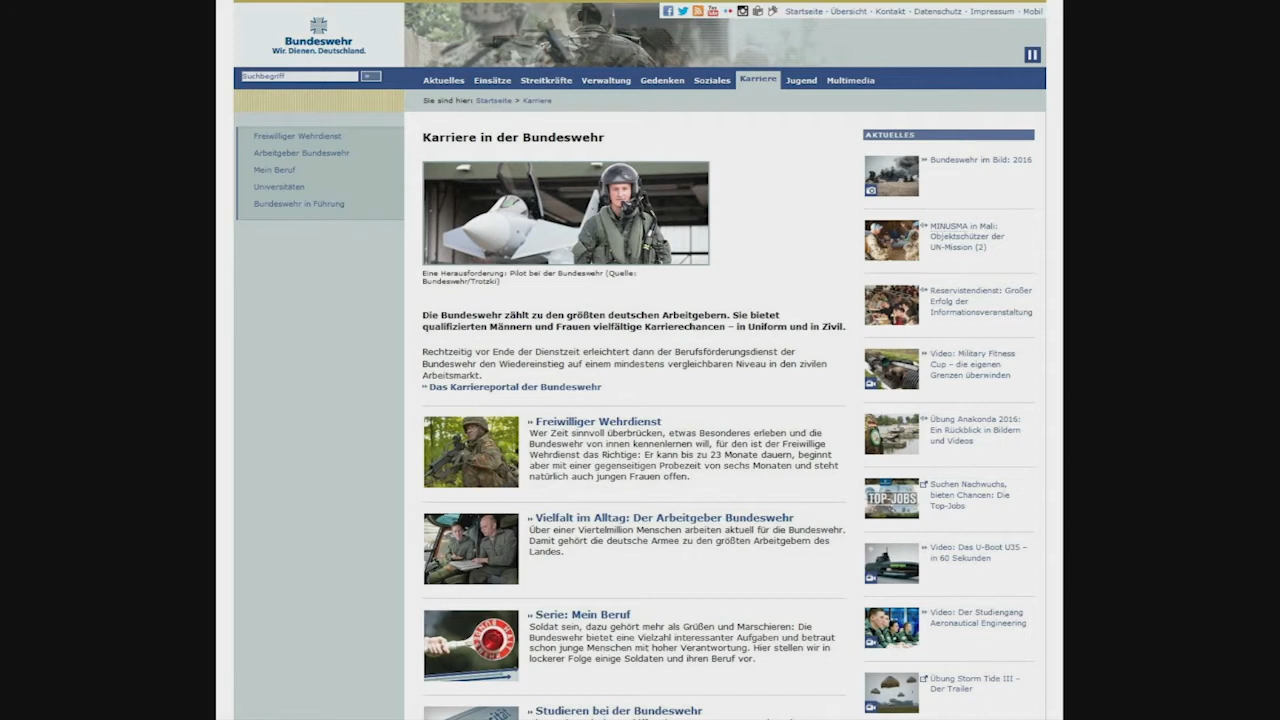 Startseite · Übersicht · Kontakt · Datenschutz · Impressum · Mobil
Bundeswehr
Wir. Dienen. Deutschland.
Suchbegriff
Aktuelles Einsätze Streitkräfte Verwaltung Gedenken Soziales Karriere Jugend Multimedia
Sie sind hier: Startseite > Karriere
Freiwilliger Wehrdienst
Arbeitgeber Bundeswehr
Mein Beruf
Universitäten
Bundeswehr in Führung
Karriere in der Bundeswehr
Eine Herausforderung: Pilot bei der Bundeswehr (Quelle:
Bundeswehr/Trotzki)
Die Bundeswehr zählt zu den größten deutschen Arbeitgebern. Sie bietet
qualifizierten Männern und Frauen vielfältige Karrierechancen – in Uniform und in Zivil.
Rechtzeitig vor Ende der Dienstzeit erleichtert dann der Berufsförderungsdienst der
Bundeswehr den Wiedereinstieg auf einem mindestens vergleichbaren Niveau in den zivilen
Arbeitsmarkt.
Das Karriereportal der Bundeswehr
Freiwilliger Wehrdienst
Wer Zeit sinnvoll überbrücken, etwas Besonderes erleben und die
Bundeswehr von innen kennenlernen will, für den ist der Freiwillige
Wehrdienst das Richtige: Er kann bis zu 23 Monate dauern, beginnt
aber mit einer gegenseitigen Probezeit von sechs Monaten und steht
natürlich auch jungen Frauen offen.
Vielfalt im Alltag: Der Arbeitgeber Bundeswehr
Über einer Viertelmillion Menschen arbeiten aktuell für die Bundeswehr.
Damit gehört die deutsche Armee zu den größten Arbeitgebern des
Landes.
Serie: Mein Beruf
Soldat sein, dazu gehört mehr als Grüßen und Marschieren: Die
Bundeswehr bietet eine Vielzahl interessanter Aufgaben und betraut
schon junge Menschen mit hoher Verantwortung. Hier stellen wir in
lockerer Folge einige Soldaten und ihren Beruf vor.
Studieren bei der Bundeswehr
AKTUELLES
Bundeswehr im Bild: 2016
MINUSMA in Mali:
Objektschützer der
UN-Mission (2)
Reservistendienst: Großer
Erfolg der
Informationsveranstaltung
Video: Military Fitness
Cup – die eigenen
Grenzen überwinden
Übung Anakonda 2016:
Ein Rückblick in Bildern
und Videos
TOP-JOBS
Suchen Nachwuchs,
bieten Chancen: Die
Top-Jobs
Video: Das U-Boot U35 –
in 60 Sekunden
Video: Der Studiengang
Aeronautical Engineering
Übung Storm Tide III –
Der Trailer